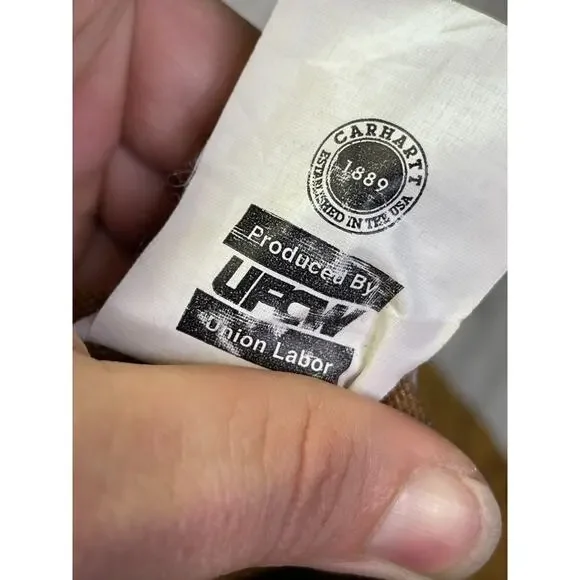 CARHARTT
1889
ESTABLISHED IN THE USA
Produced By
UFCW
Union Labor